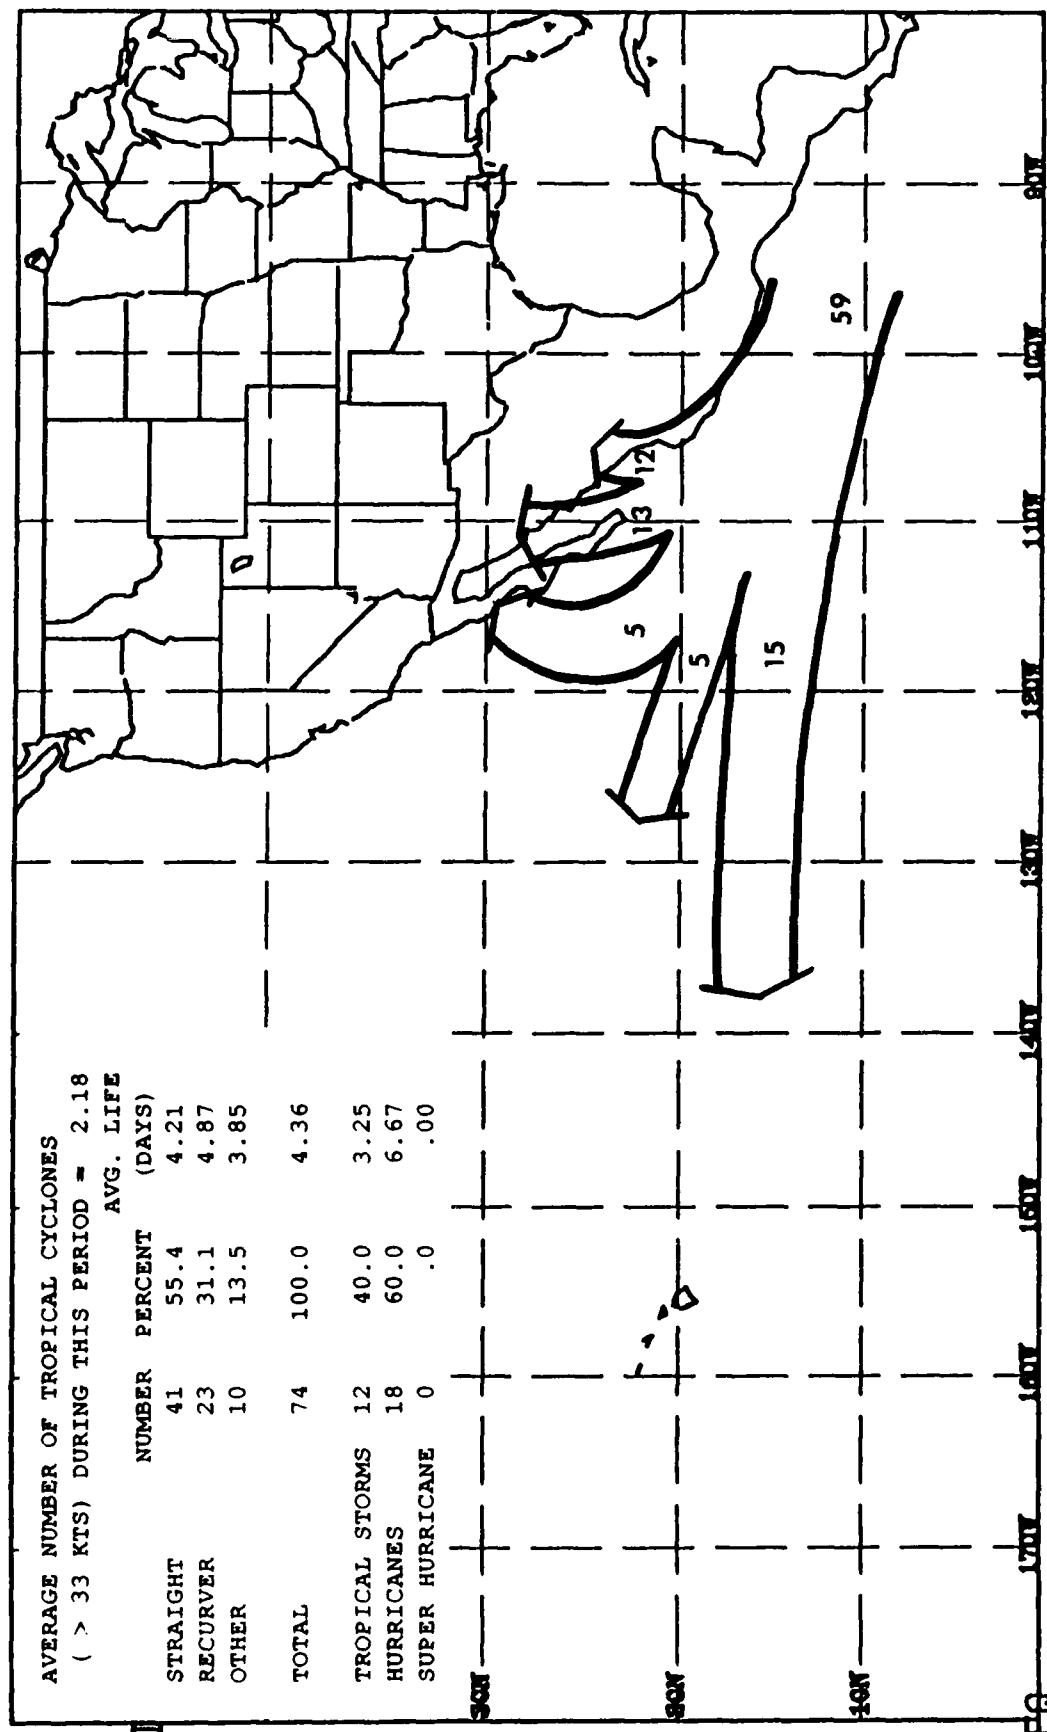 AVERAGE NUMBER OF TROPICAL CYCLONES
( > 33 KTS) DURING THIS PERIOD = 2.18
AVG. LIFE
NUMBER PERCENT (DAYS)
STRAIGHT 41 55.4 4.21
RECURVER 23 31.1 4.87
OTHER 10 13.5 3.85
TOTAL 74 100.0 4.36
TROPICAL STORMS 12 40.0 3.25
HURRICANES 18 60.0 6.67
SUPER HURRICANE 0 .0 .00
30N
20N
10N
5
13
12
5
15
59
170W 160W 150W 140W 130W 120W 110W 100W 90W